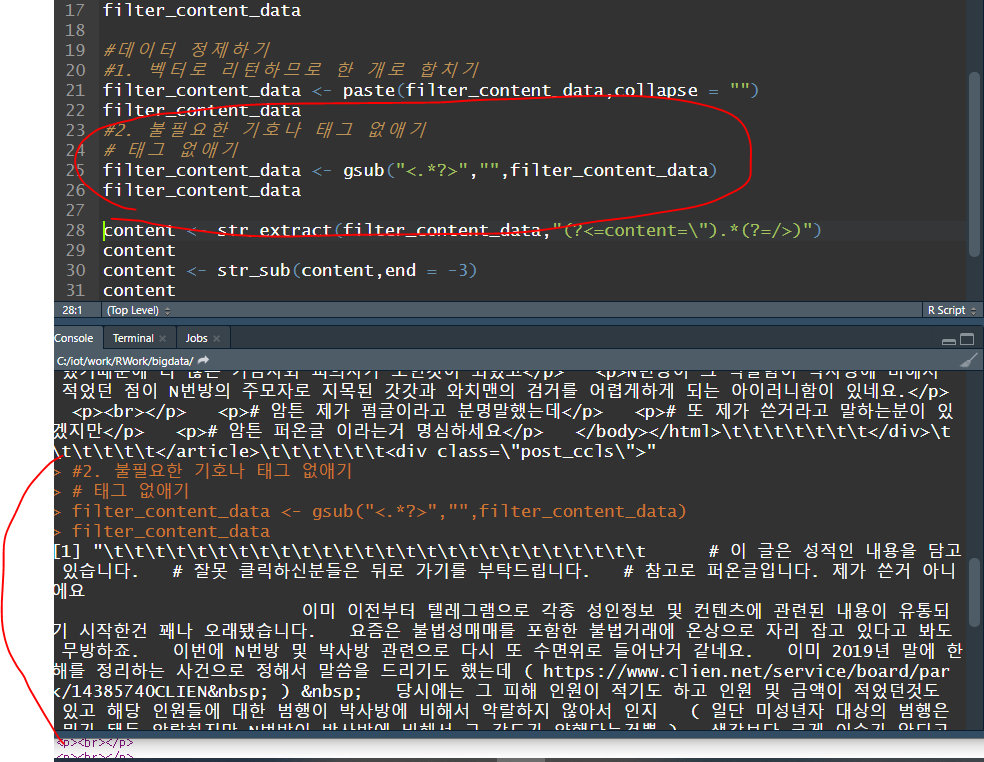 17 filter_content_data
18
19 #데이터 정제하기
20 #1. 벡터로 리턴하므로 한 개로 합치기
21 filter_content_data <- paste(filter_content_data,collapse = "")
22 filter_content_data
23 #2. 불필요한 기호나 태그 없애기
24 # 태그 없애기
25 filter_content_data <- gsub("<.*?>","",filter_content_data)
26 filter_content_data
27
28 content <- str_extract(filter_content_data,"(?<=content=\").*(?=/>)")
29 content
30 content <- str_sub(content,end = -3)
31 content
28:1 (Top Level) R Script
Console Terminal Jobs
C:/iot/work/RWork/bigdata/
적었던 점이 N번방의 주모자로 지목된 갓갓과 와치맨의 검거를 어렵게하게 되는 아이러니함이 있네요.</p>
<p><br></p> <p># 암튼 제가 펌글이라고 분명말했는데</p> <p># 또 제가 쓴거라고 말하는분이 있
겠지만</p> <p># 암튼 퍼온글 이라는거 명심하세요</p> </body></html>\t\t\t\t\t\t\t</div>\t
\t\t\t\t\t</article>\t\t\t\t\t\t<div class=\"post_ccls\">"
> #2. 불필요한 기호나 태그 없애기
> # 태그 없애기
> filter_content_data <- gsub("<.*?>","",filter_content_data)
> filter_content_data
[1] "\t\t\t\t\t\t\t\t\t\t\t\t\t\t\t\t\t\t\t\t\t\t\t\t\t\t # 이 글은 성적인 내용을 담고
있습니다. # 잘못 클릭하신분들은 뒤로 가기를 부탁드립니다. # 참고로 퍼온글입니다. 제가 쓴거 아니
에요
이미 이전부터 텔레그램으로 각종 성인정보 및 컨텐츠에 관련된 내용이 유통되
기 시작한건 꽤나 오래됐습니다. 요즘은 불법성매매를 포함한 불법거래에 온상으로 자리 잡고 있다고 봐도
무방하죠. 이번에 N번방 및 박사방 관련으로 다시 또 수면위로 들어난거 같네요. 이미 2019년 말에 한
해를 정리하는 사건으로 정해서 말씀을 드리기도 했는데 ( https://www.clien.net/service/board/par
k/14385740CLIEN&nbsp; ) &nbsp; 당시에는 그 피해 인원이 적기도 하고 인원 및 금액이 적었던것도
있고 해당 인원들에 대한 범행이 박사방에 비해서 악랄하지 않아서 인지 ( 일단 미성년자 대상의 범행은
<p><br></p>
<p><br></p>